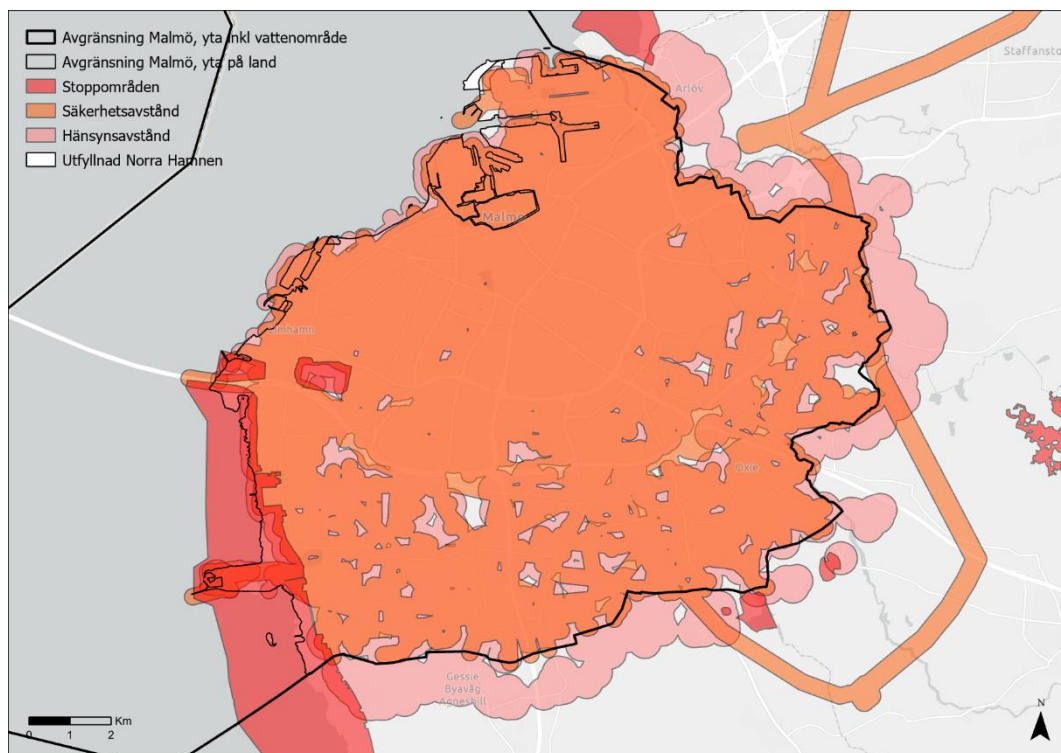 Avgränsning Malmö, yta inkl vattenområde
Avgränsning Malmö, yta på land
Stoppområden
Säkerhetsavstånd
Hänsynsavstånd
Utfyllnad Norra Hamnen
Staffansto
Arlöv
Malmö
Limhamn
Oxie
Gessie
Byaväg
Ageshill
N
Km
0 1 2